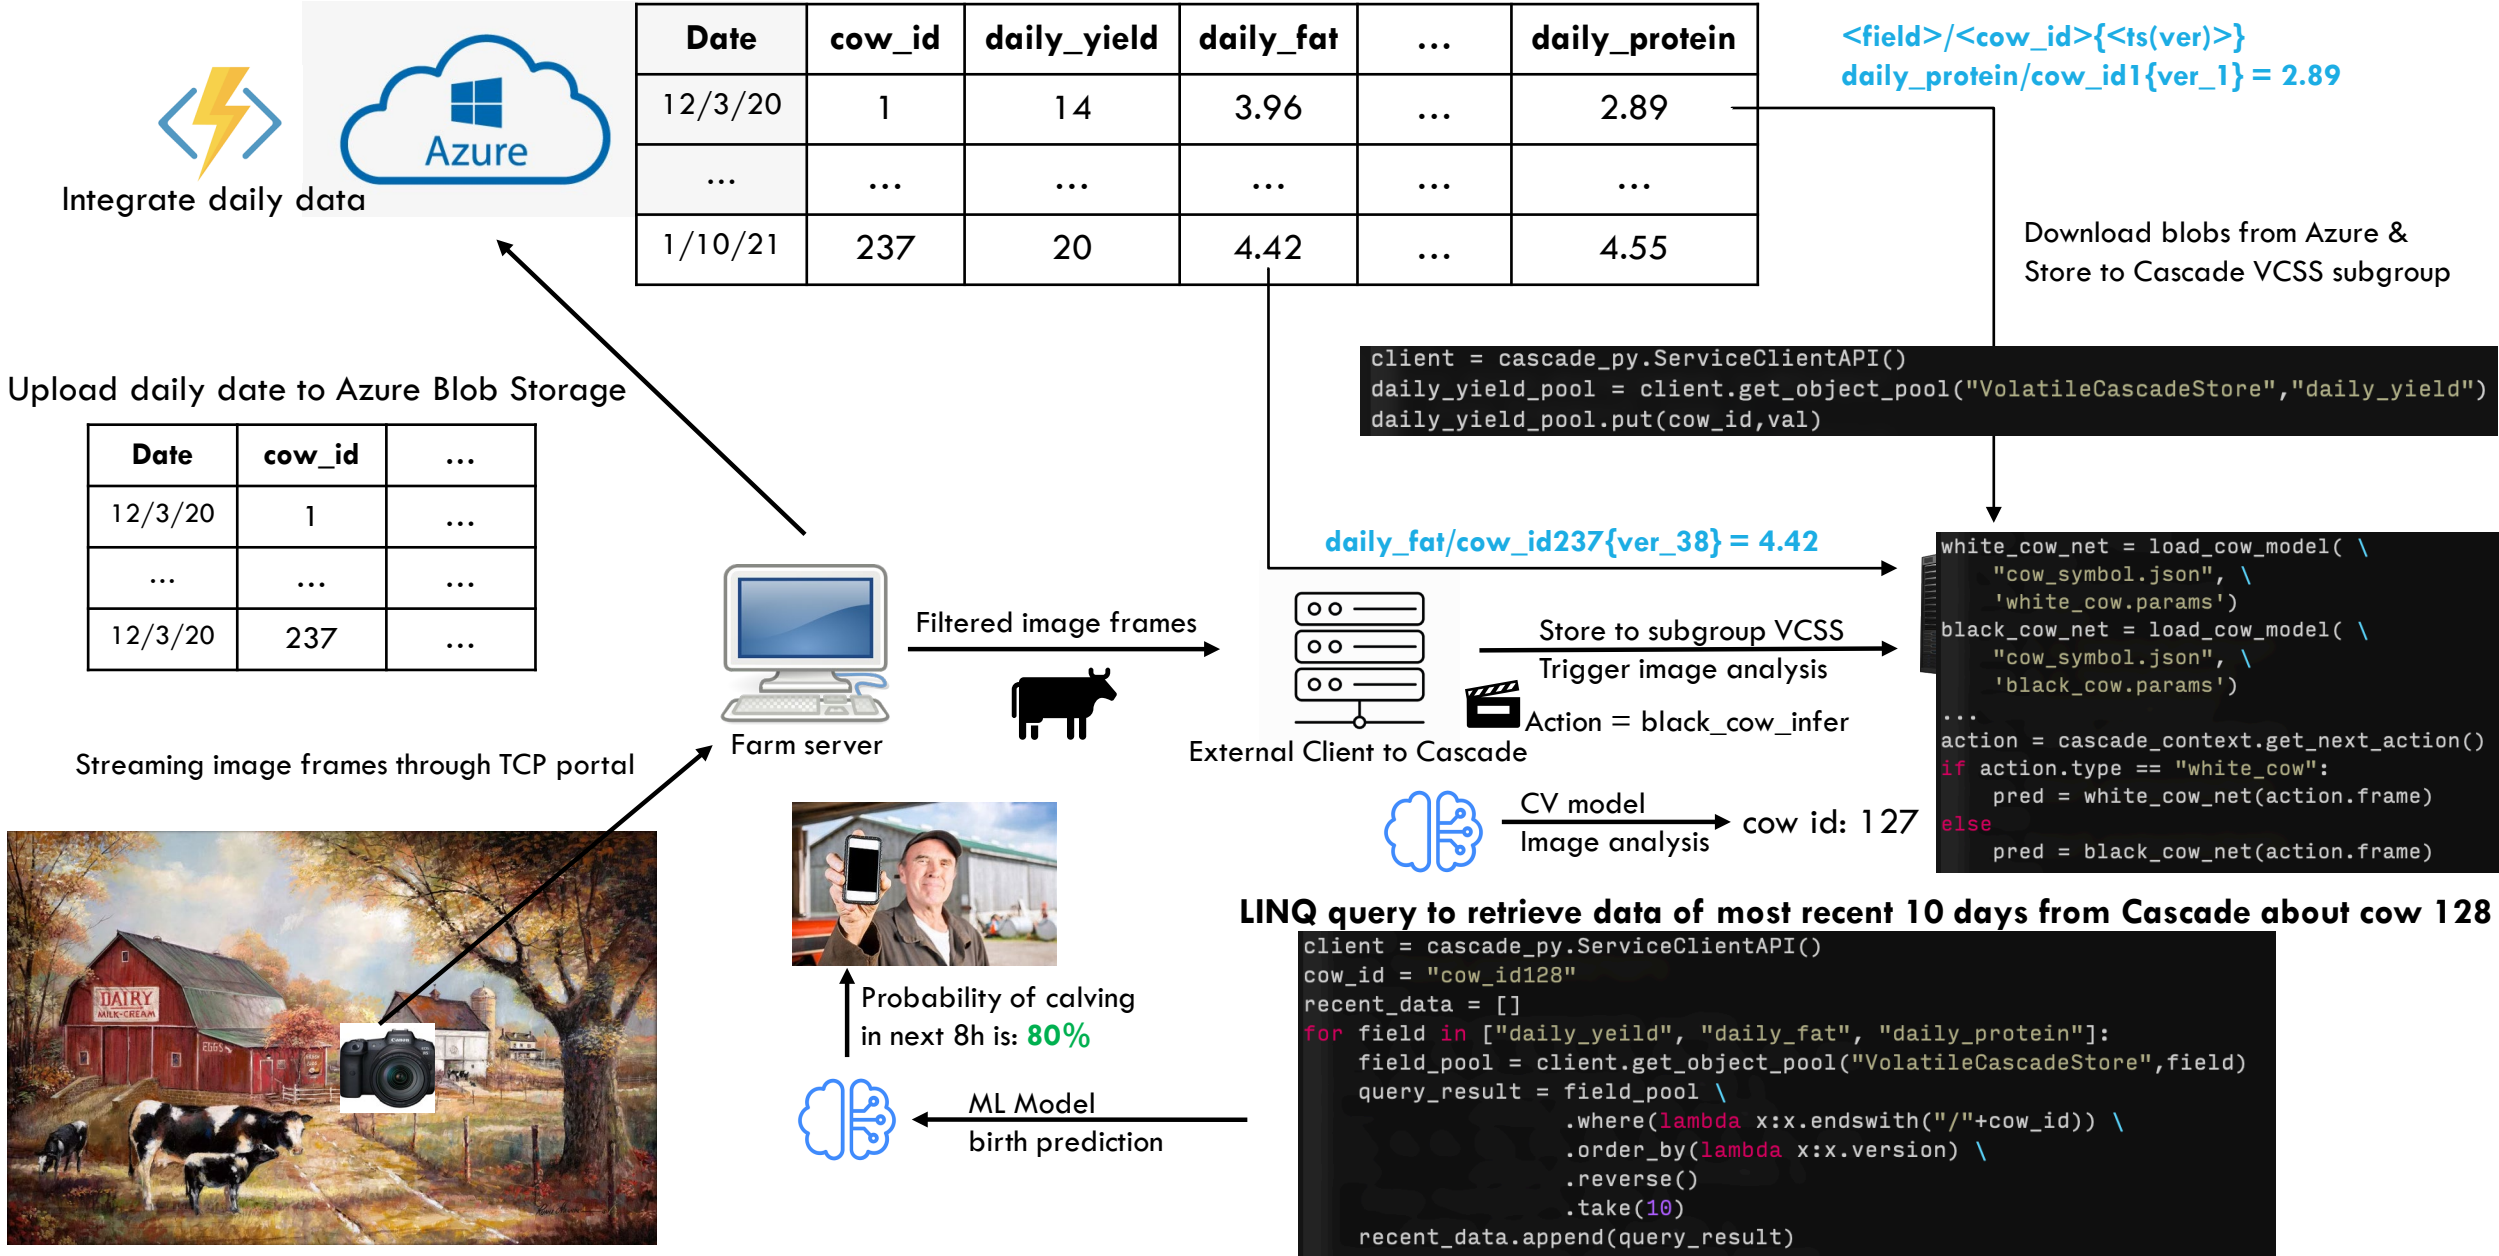 Date cow_id daily_yield daily_fat ... daily_protein
12/3/20 1 14 3.96 ... 2.89
... ... ... ... ... ...
1/10/21 237 20 4.42 ... 4.55
<field>/<cow_id>{<ts(ver)>}
daily_protein/cow_id1{ver_1} = 2.89
Azure
Integrate daily data
Download blobs from Azure &
Store to Cascade VCSS subgroup
client = cascade_py.ServiceClientAPI()
daily_yield_pool = client.get_object_pool("VolatileCascadeStore","daily_yield")
daily_yield_pool.put(cow_id,val)
Upload daily date to Azure Blob Storage
Date cow_id ...
12/3/20 1 ...
... ... ...
12/3/20 237 ...
daily_fat/cow_id237{ver_38} = 4.42
Farm server
Filtered image frames
External Client to Cascade
Store to subgroup VCSS
Trigger image analysis
Action = black_cow_infer
white_cow_net = load_cow_model( \
"cow_symbol.json", \
'white_cow.params')
black_cow_net = load_cow_model( \
"cow_symbol.json", \
'black_cow.params')
...
action = cascade_context.get_next_action()
if action.type == "white_cow":
pred = white_cow_net(action.frame)
else
pred = black_cow_net(action.frame)
Streaming image frames through TCP portal
CV model
Image analysis
cow id: 127
DAIRY
MILK-CREAM
EGGS
Canon
Probability of calving
in next 8h is: 80%
ML Model
birth prediction
LINQ query to retrieve data of most recent 10 days from Cascade about cow 128
client = cascade_py.ServiceClientAPI()
cow_id = "cow_id128"
recent_data = []
for field in ["daily_yeild", "daily_fat", "daily_protein"]:
field_pool = client.get_object_pool("VolatileCascadeStore",field)
query_result = field_pool \
.where(lambda x:x.endswith("/"+cow_id)) \
.order_by(lambda x:x.version) \
.reverse()
.take(10)
recent_data.append(query_result)